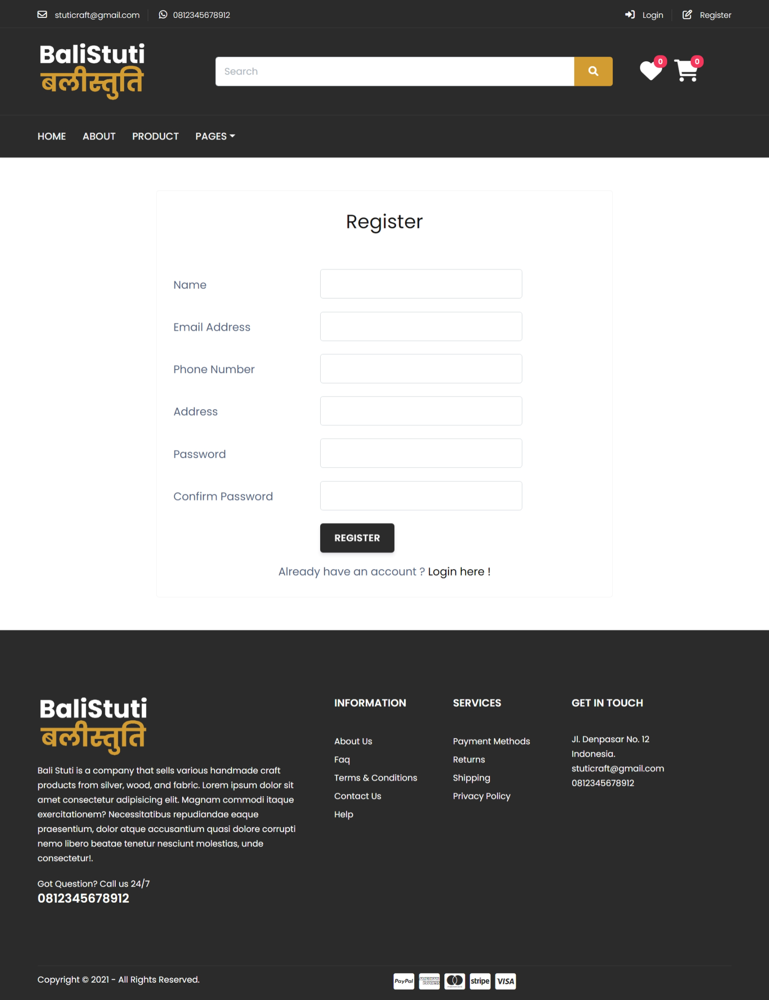 stuticraft@gmail.com
0812345678912
Login
Register
BaliStuti
बलीस्तुति
Search
0
0
HOME
ABOUT
PRODUCT
PAGES
Register
Name
Email Address
Phone Number
Address
Password
Confirm Password
REGISTER
Already have an account ? Login here !
BaliStuti
बलीस्तुति
Bali Stuti is a company that sells various handmade craft
products from silver, wood, and fabric. Lorem ipsum dolor sit
amet consectetur adipisicing elit. Magnam commodi itaque
exercitationem? Necessitatibus repudiandae eaque
praesentium, dolor atque accusantium quasi dolore corrupti
nemo libero beatae tenetur nesciunt molestias, unde
consectetur!.
Got Question? Call us 24/7
0812345678912
INFORMATION
About Us
Faq
Terms & Conditions
Contact Us
Help
SERVICES
Payment Methods
Returns
Shipping
Privacy Policy
GET IN TOUCH
Jl. Denpasar No. 12
Indonesia.
stuticraft@gmail.com
0812345678912
Copyright © 2021 - All Rights Reserved.
PayPal
AMERICAN
EXPRESS
mastercard
stripe
VISA